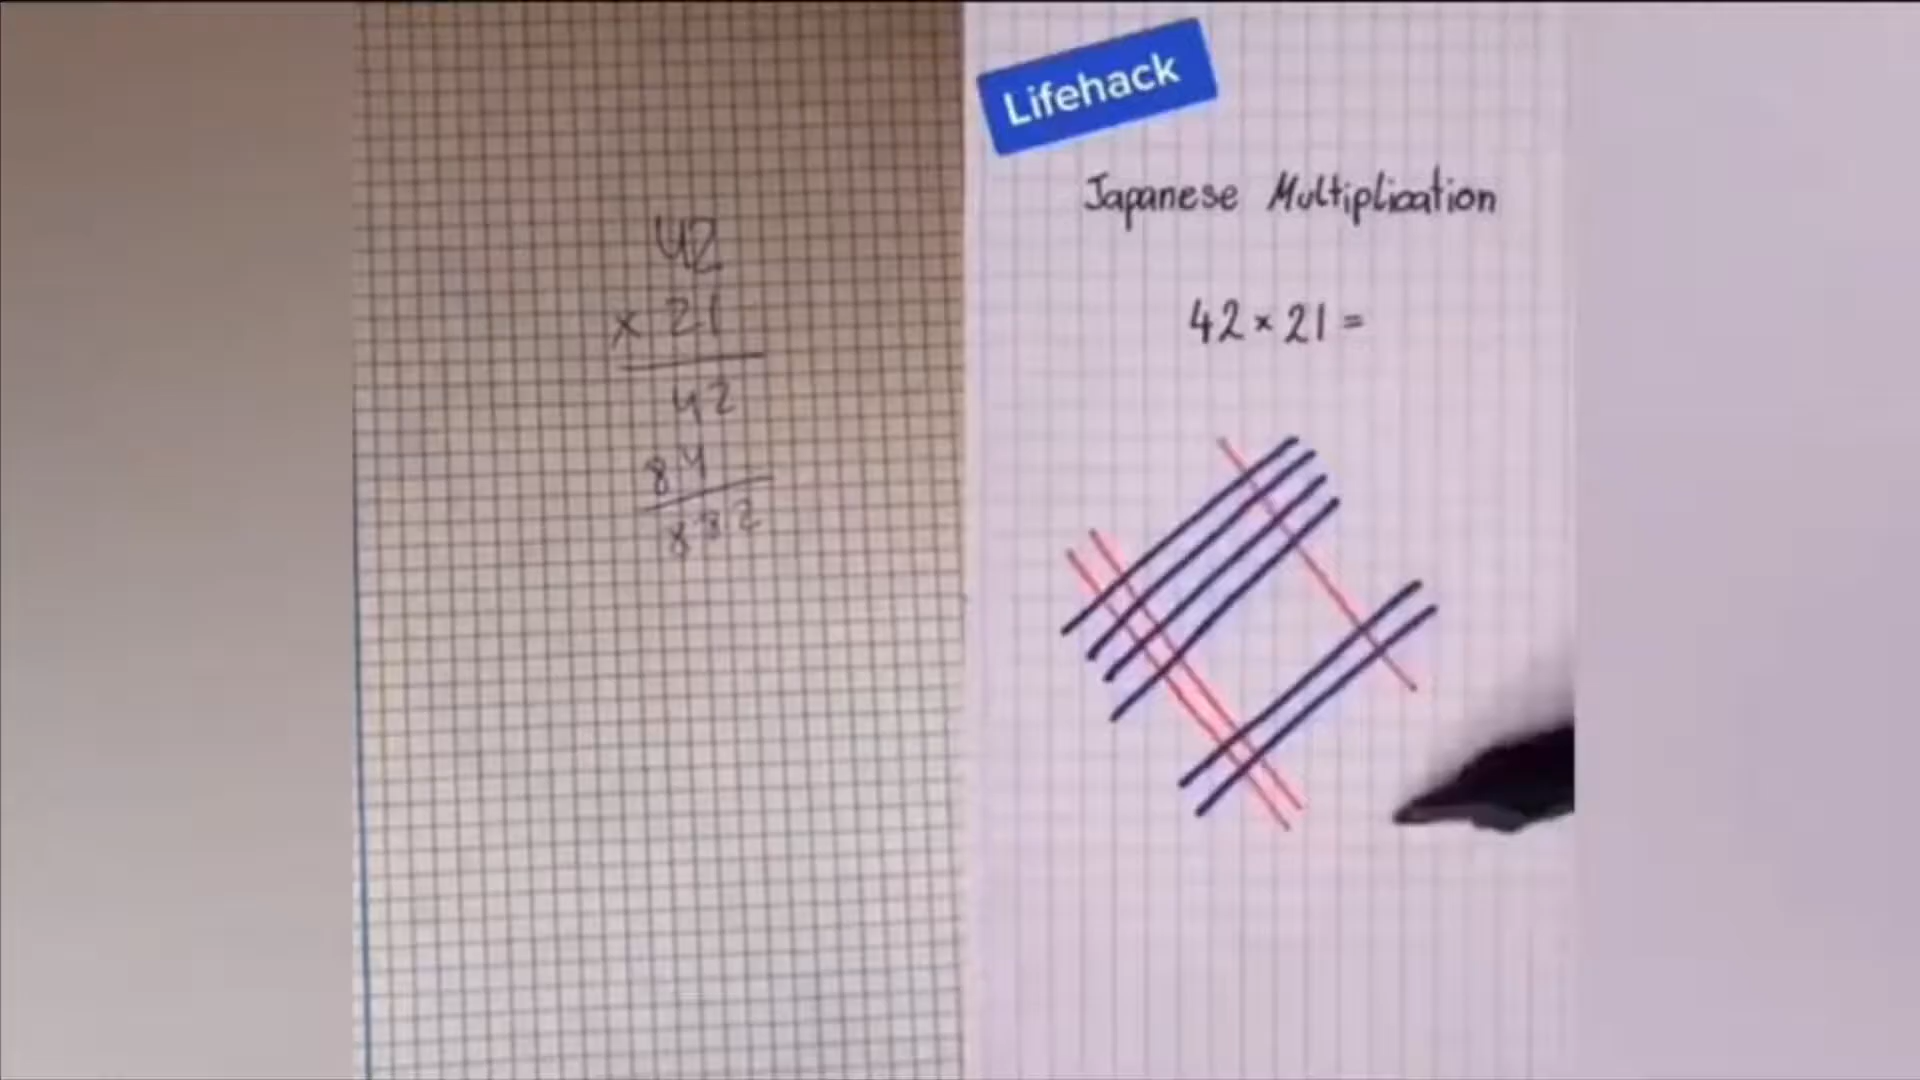 42
x 21
42
84
882
Lifehack
Japanese Multiplication
42 × 21 =